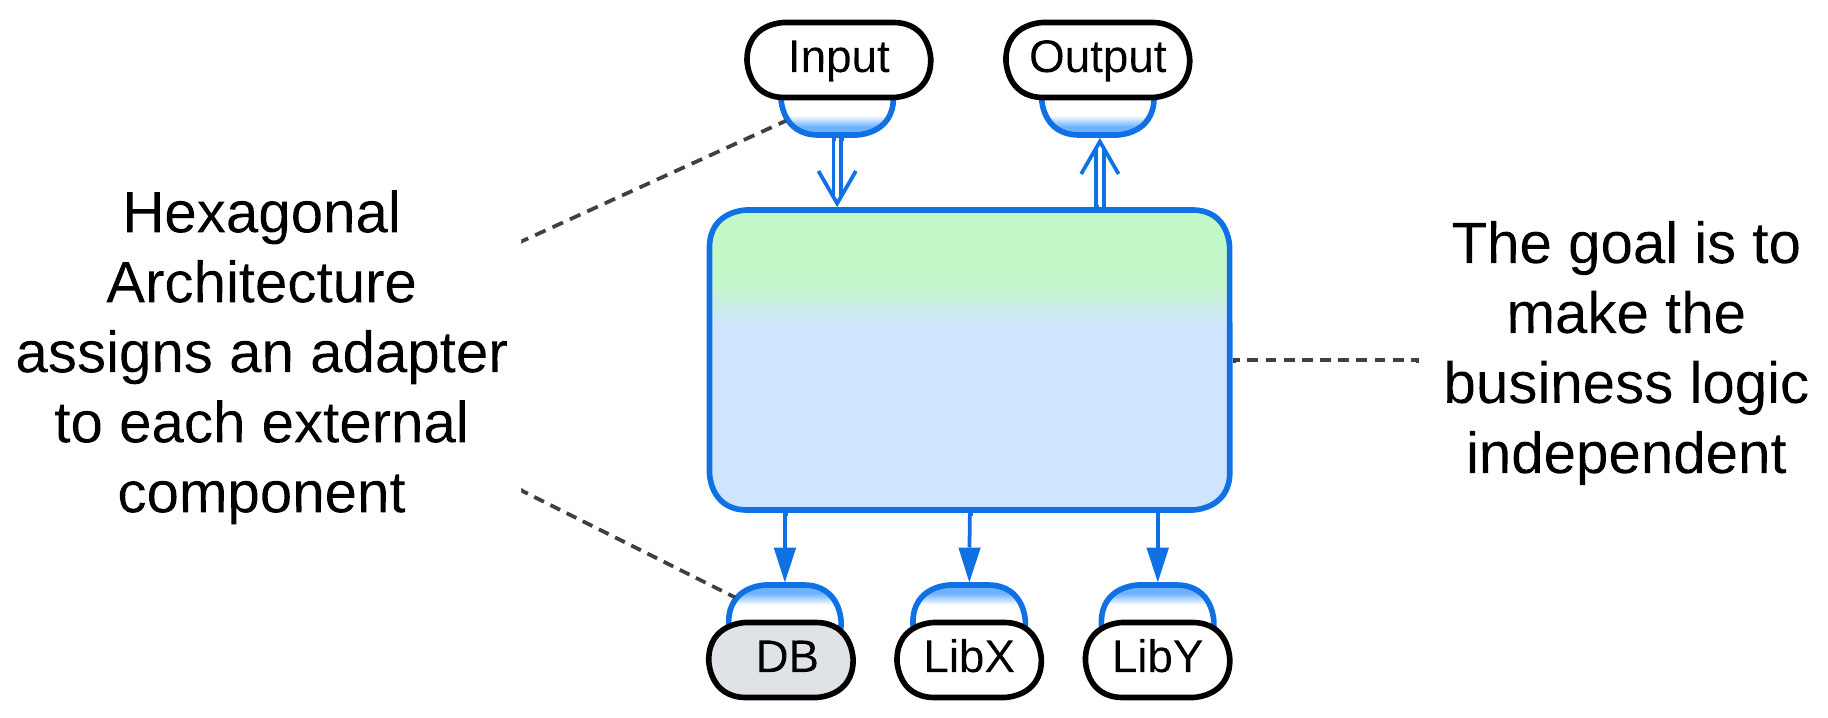 Input
Output
Hexagonal
Architecture
assigns an adapter
to each external
component
The goal is to
make the
business logic
independent
DB
LibX
LibY